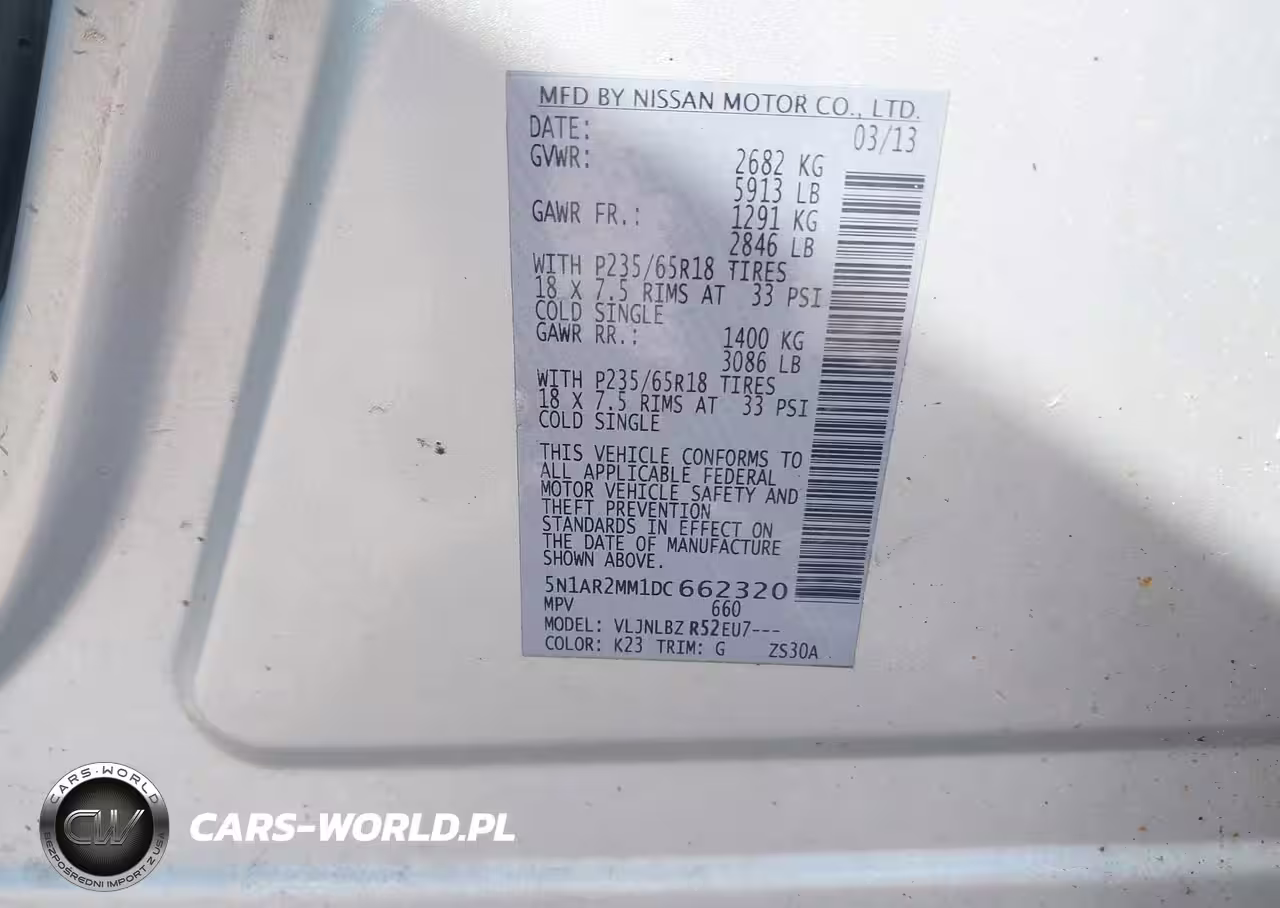 MFD BY NISSAN MOTOR CO., LTD.
DATE: 03/13
GVWR: 2682 KG
5913 LB
GAWR FR.: 1291 KG
2846 LB
WITH P235/65R18 TIRES
18 X 7.5 RIMS AT 33 PSI
COLD SINGLE
GAWR RR.: 1400 KG
3086 LB
WITH P235/65R18 TIRES
18 X 7.5 RIMS AT 33 PSI
COLD SINGLE
THIS VEHICLE CONFORMS TO
ALL APPLICABLE FEDERAL
MOTOR VEHICLE SAFETY AND
THEFT PREVENTION
STANDARDS IN EFFECT ON
THE DATE OF MANUFACTURE
SHOWN ABOVE.
5N1AR2MM1DC662320
MPV 660
MODEL: VLJNLBZ R52EU7---
COLOR: K23 TRIM: G ZS30A
CARS-WORLD
CW
BEZPOŚREDNI IMPORT Z USA
CARS-WORLD.PL